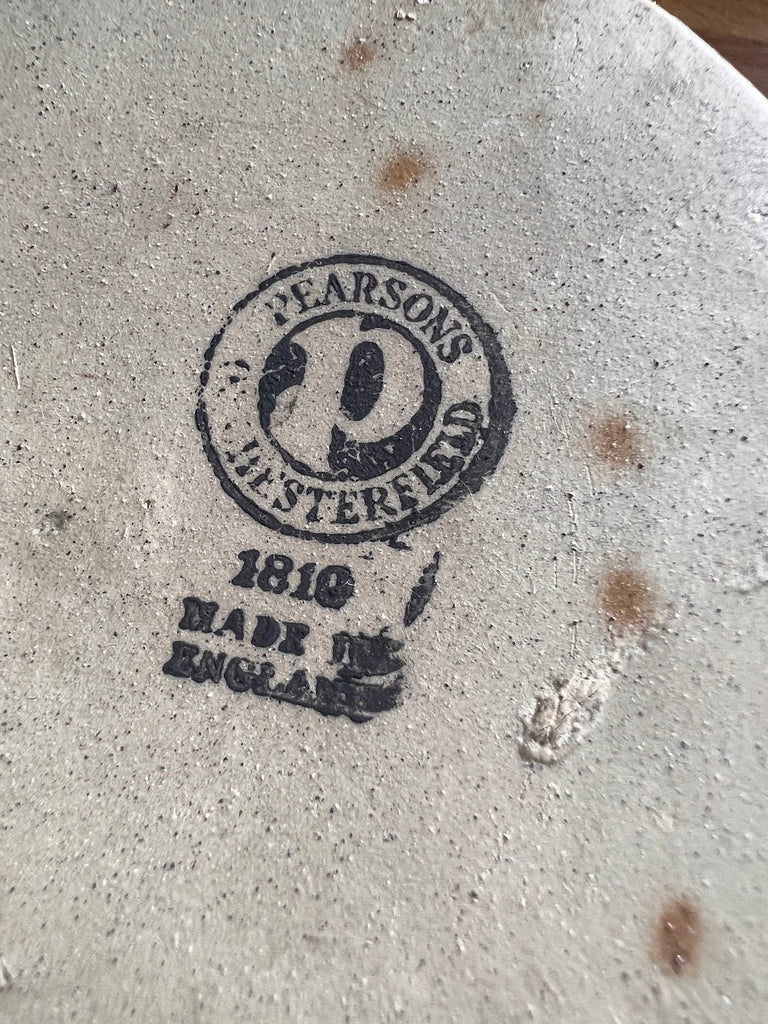 PEARSONS
CHESTERFIELD
P
1810
MADE IN
ENGLAND